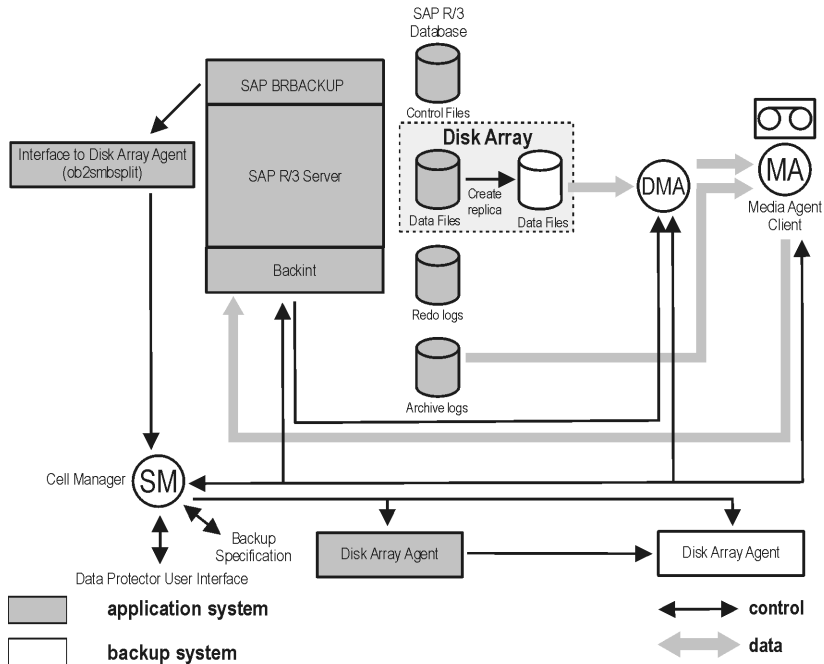 SAP R/3
Database
SAP BRBACKUP
Control Files
Disk Array
Interface to Disk Array Agent
(ob2smbsplit)
SAP R/3 Server
Create
replica
Data Files
Data Files
DMA
MA
Media Agent
Client
Backint
Redo logs
Archive logs
Cell Manager
SM
Backup
Specification
Disk Array Agent
Disk Array Agent
Data Protector User Interface
application system
control
backup system
data